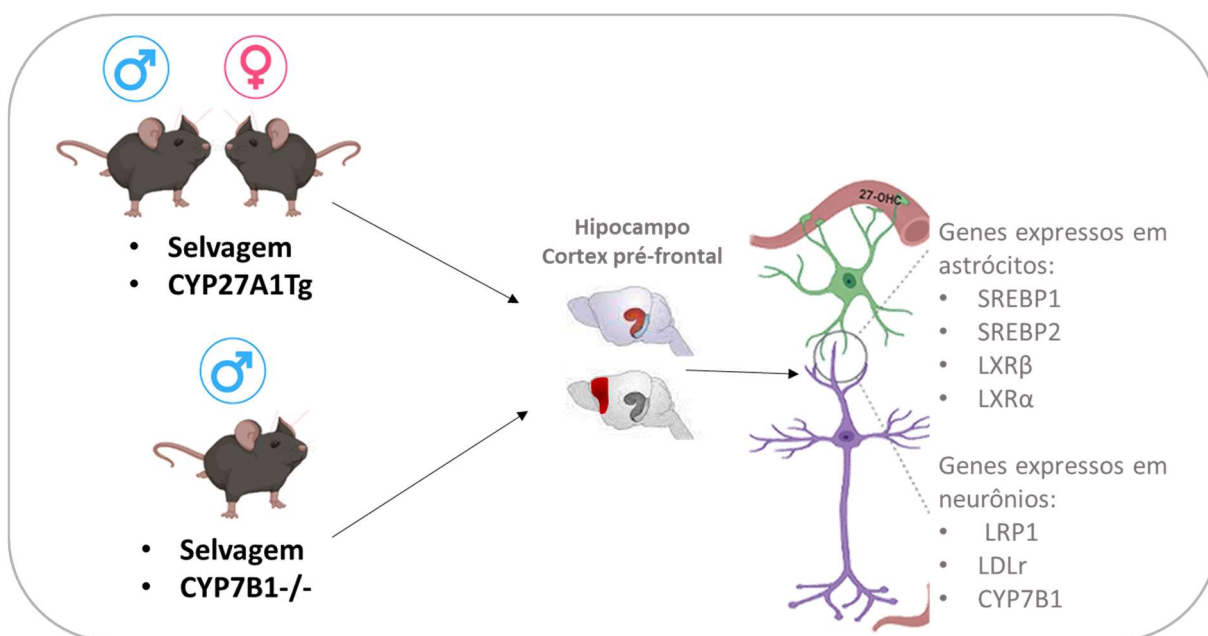 • Selvagem
• CYP27A1Tg
• Selvagem
• CYP7B1-/-
Hipocampo
Cortex pré-frontal
27-OHC
Genes expressos em
astrócitos:
• SREBP1
• SREBP2
• LXRβ
• LXRα
Genes expressos em
neurônios:
• LRP1
• LDLr
• CYP7B1